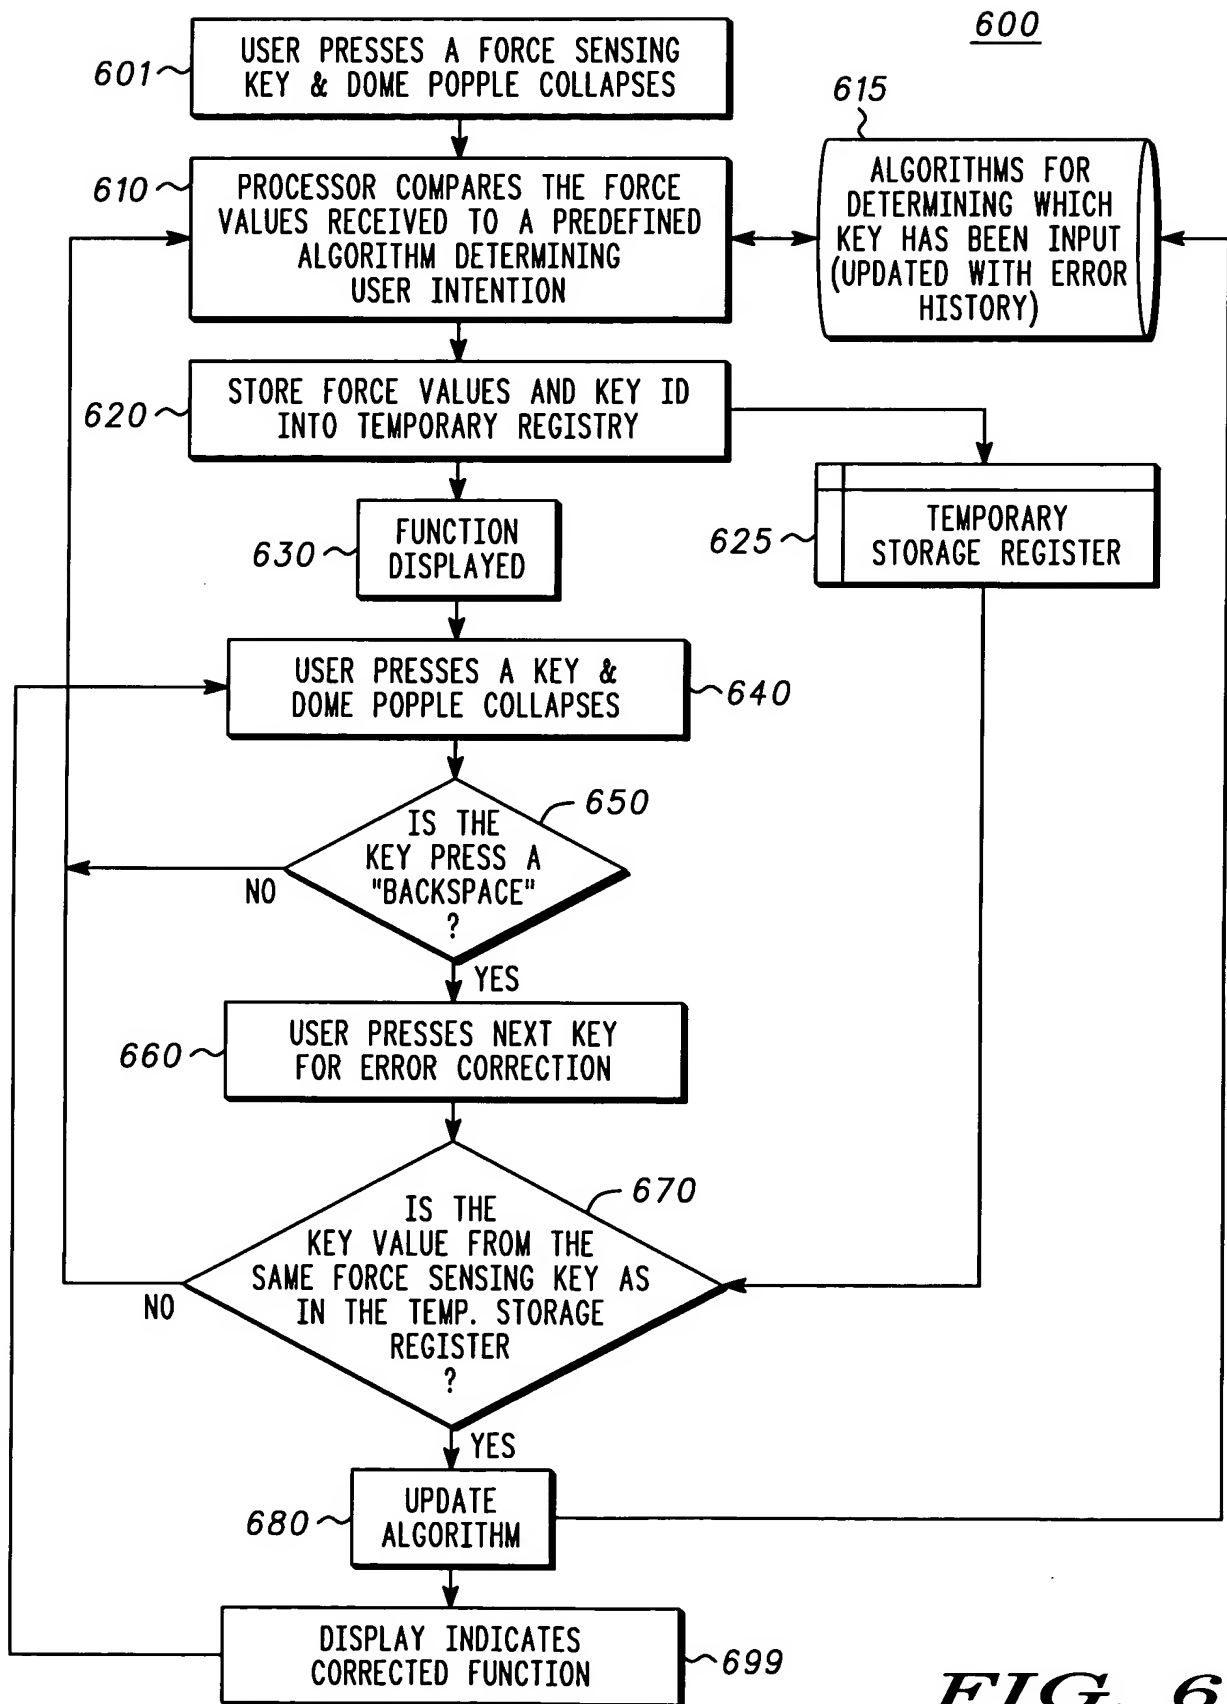 600
601
USER PRESSES A FORCE SENSING
KEY & DOME POPPLE COLLAPSES
615
610
PROCESSOR COMPARES THE FORCE
VALUES RECEIVED TO A PREDEFINED
ALGORITHM DETERMINING
USER INTENTION
ALGORITHMS FOR
DETERMINING WHICH
KEY HAS BEEN INPUT
(UPDATED WITH ERROR
HISTORY)
620
STORE FORCE VALUES AND KEY ID
INTO TEMPORARY REGISTRY
630
FUNCTION
DISPLAYED
625
TEMPORARY
STORAGE REGISTER
USER PRESSES A KEY &
DOME POPPLE COLLAPSES
640
650
IS THE
KEY PRESS A
"BACKSPACE"
?
NO
YES
660
USER PRESSES NEXT KEY
FOR ERROR CORRECTION
670
IS THE
KEY VALUE FROM THE
SAME FORCE SENSING KEY AS
IN THE TEMP. STORAGE
REGISTER
?
NO
YES
680
UPDATE
ALGORITHM
DISPLAY INDICATES
CORRECTED FUNCTION
699
FIG. 6